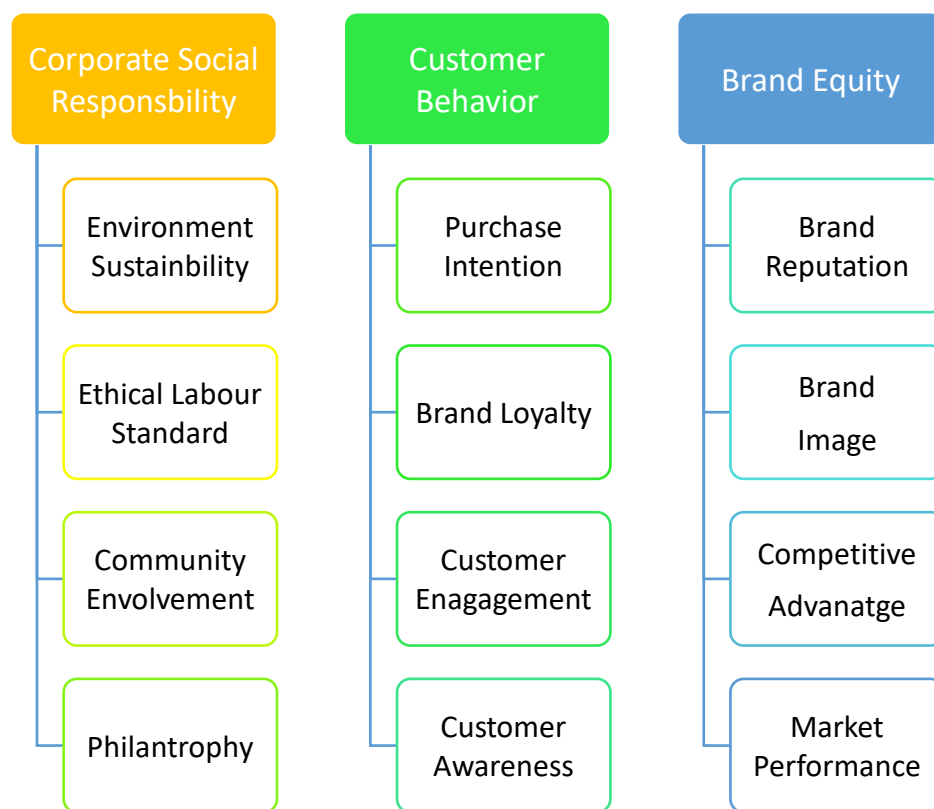 Corporate Social
Responsbility
Environment
Sustainbility
Ethical Labour
Standard
Community
Envolvement
Philantrophy
Customer
Behavior
Purchase
Intention
Brand Loyalty
Customer
Enagagement
Customer
Awareness
Brand Equity
Brand
Reputation
Brand
Image
Competitive
Advanatge
Market
Performance